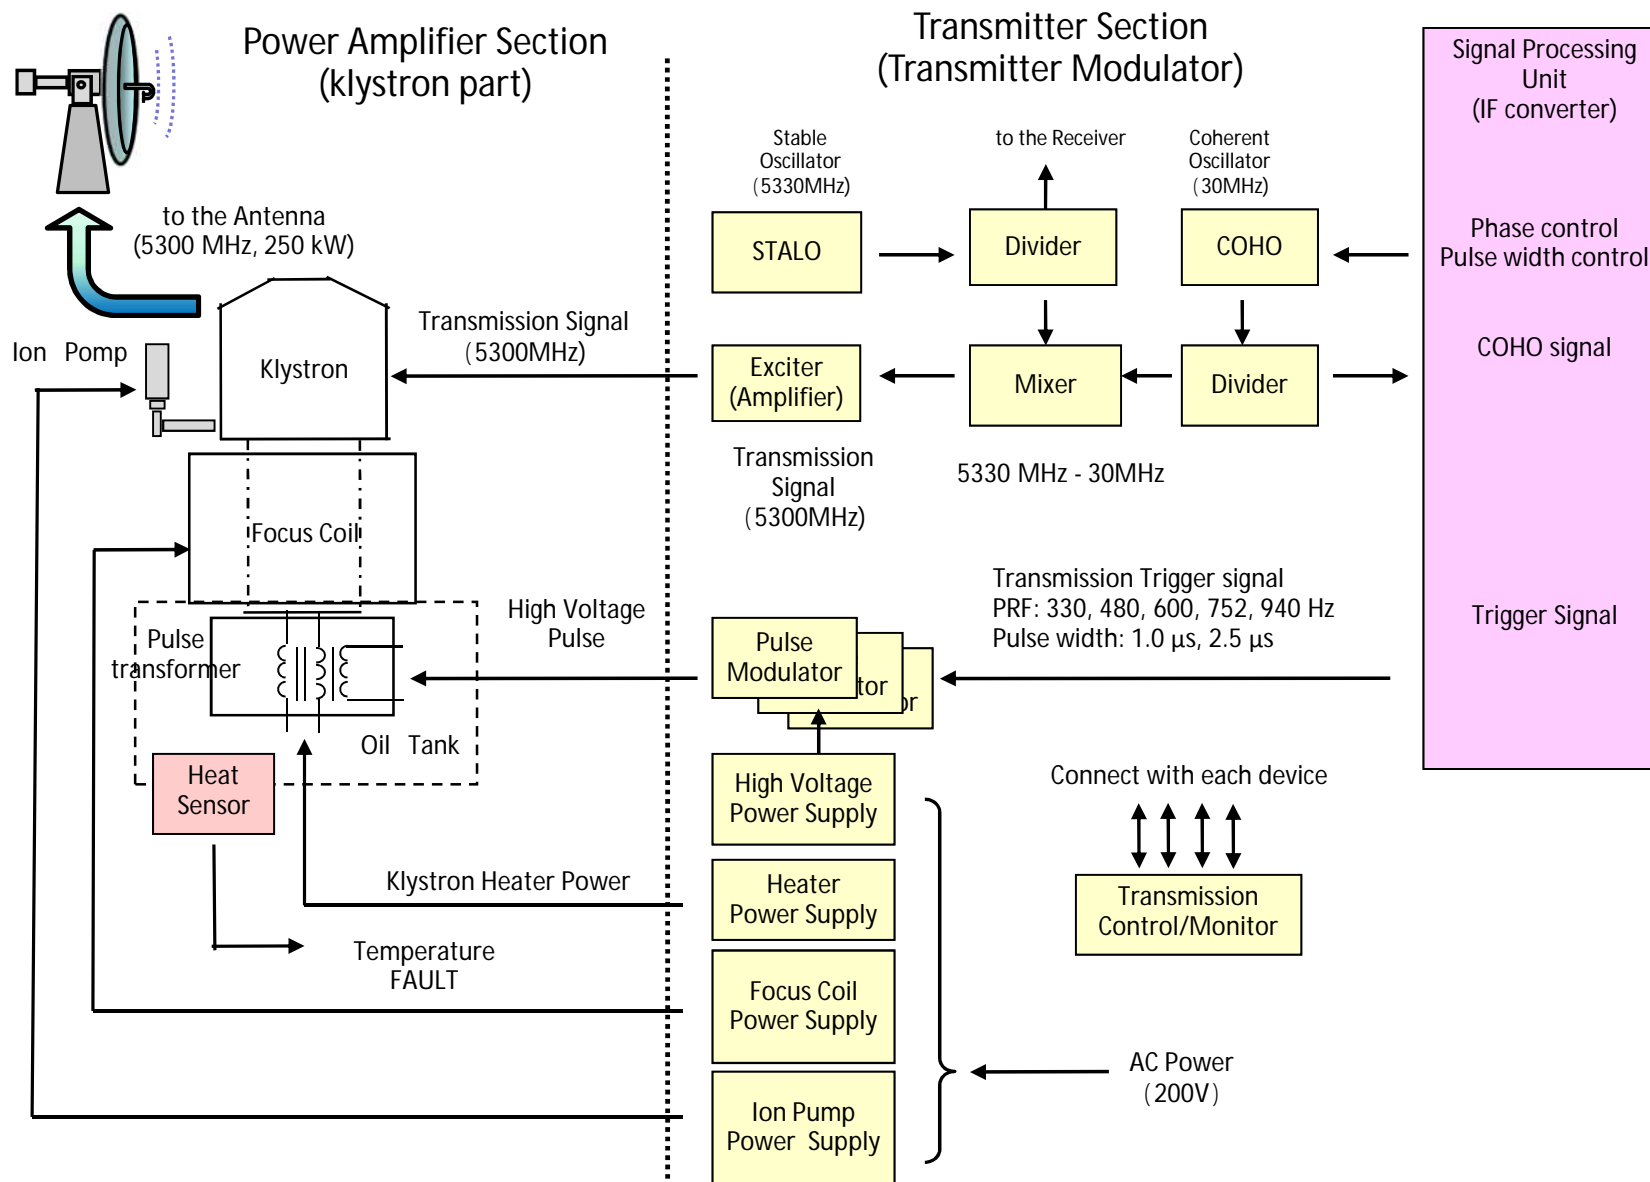 Power Amplifier Section
(klystron part)
Transmitter Section
(Transmitter Modulator)
Signal Processing
Unit
(IF converter)
Stable
Oscillator
(5330MHz)
to the Receiver
Coherent
Oscillator
(30MHz)
to the Antenna
(5300 MHz, 250 kW)
STALO
Divider
COHO
Phase control
Pulse width control
Transmission Signal
(5300MHz)
Ion Pomp
Klystron
Exciter
(Amplifier)
Mixer
Divider
COHO signal
Transmission
Signal
(5300MHz)
5330 MHz - 30MHz
Focus Coil
Transmission Trigger signal
PRF: 330, 480, 600, 752, 940 Hz
Pulse width: 1.0 µs, 2.5 µs
Trigger Signal
High Voltage
Pulse
Pulse
transformer
Pulse
Modulator
tor
or
Oil Tank
Heat
Sensor
High Voltage
Power Supply
Connect with each device
Klystron Heater Power
Heater
Power Supply
Transmission
Control/Monitor
Temperature
FAULT
Focus Coil
Power Supply
AC Power
(200V)
Ion Pump
Power Supply